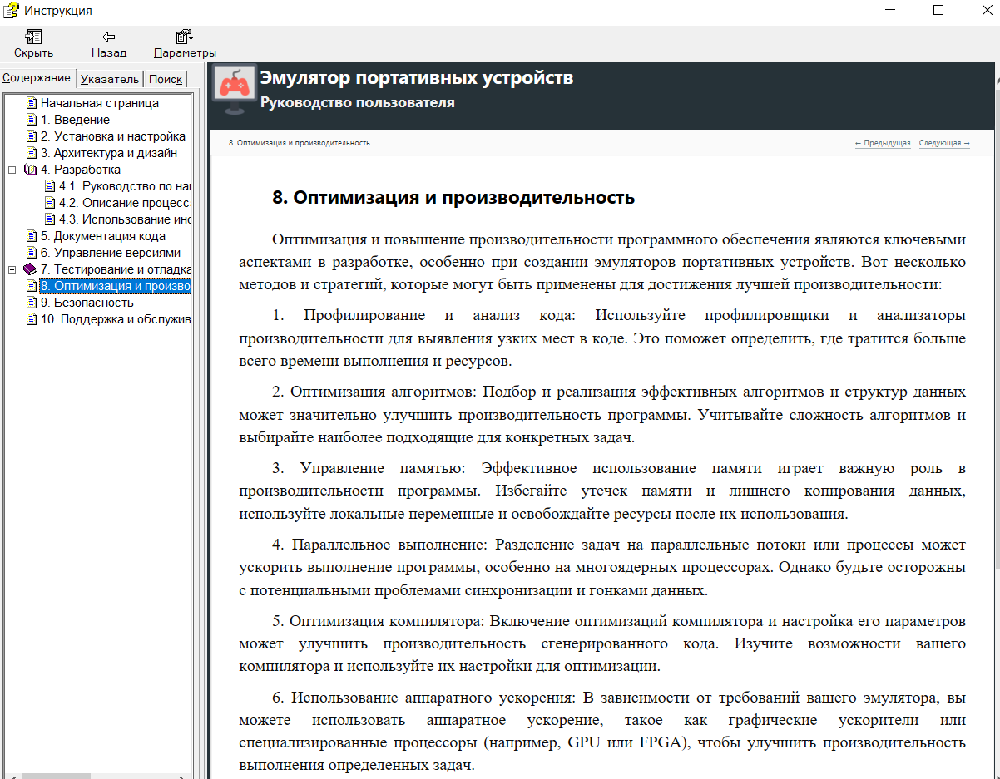 Инструкция
Скрыть
Назад
Параметры
Содержание
Указатель
Поиск
Начальная страница
1. Введение
2. Установка и настройка
3. Архитектура и дизайн
4. Разработка
4.1. Руководство по
4.2. Описание
4.3. Использование
5. Документация кода
6. Управление версиями
7. Тестирование и отладка
8. Оптимизация и
9. Безопасность
10. Поддержка и
Эмулятор портативных устройств
Руководство пользователя
8. Оптимизация и производительность
← Предыдущая
Следующая →
8. Оптимизация и производительность
Оптимизация и повышение производительности программного обеспечения являются ключевыми
аспектами в разработке, особенно при создании эмуляторов портативных устройств. Вот несколько
методов и стратегий, которые могут быть применены для достижения лучшей производительности:
1. Профилирование и анализ кода: Используйте профилировщики и анализаторы
производительности для выявления узких мест в коде. Это поможет определить, где тратится больше
всего времени выполнения и ресурсов.
2. Оптимизация алгоритмов: Подбор и реализация эффективных алгоритмов и структур данных
может значительно улучшить производительность программы. Учитывайте сложность алгоритмов и
выбирайте наиболее подходящие для конкретных задач.
3. Управление памятью: Эффективное использование памяти играет важную роль в
производительности программы. Избегайте утечек памяти и лишнего копирования данных,
используйте локальные переменные и освобождайте ресурсы после их использования.
4. Параллельное выполнение: Разделение задач на параллельные потоки или процессы может
ускорить выполнение программы, особенно на многоядерных процессорах. Однако будьте осторожны
с потенциальными проблемами синхронизации и гонками данных.
5. Оптимизация компилятора: Включение оптимизаций компилятора и настройка его параметров
может улучшить производительность сгенерированного кода. Изучите возможности вашего
компилятора и используйте их настройки для оптимизации.
6. Использование аппаратного ускорения: В зависимости от требований вашего эмулятора, вы
можете использовать аппаратное ускорение, такое как графические ускорители или
специализированные процессоры (например, GPU или FPGA), чтобы улучшить производительность
выполнения определенных задач.